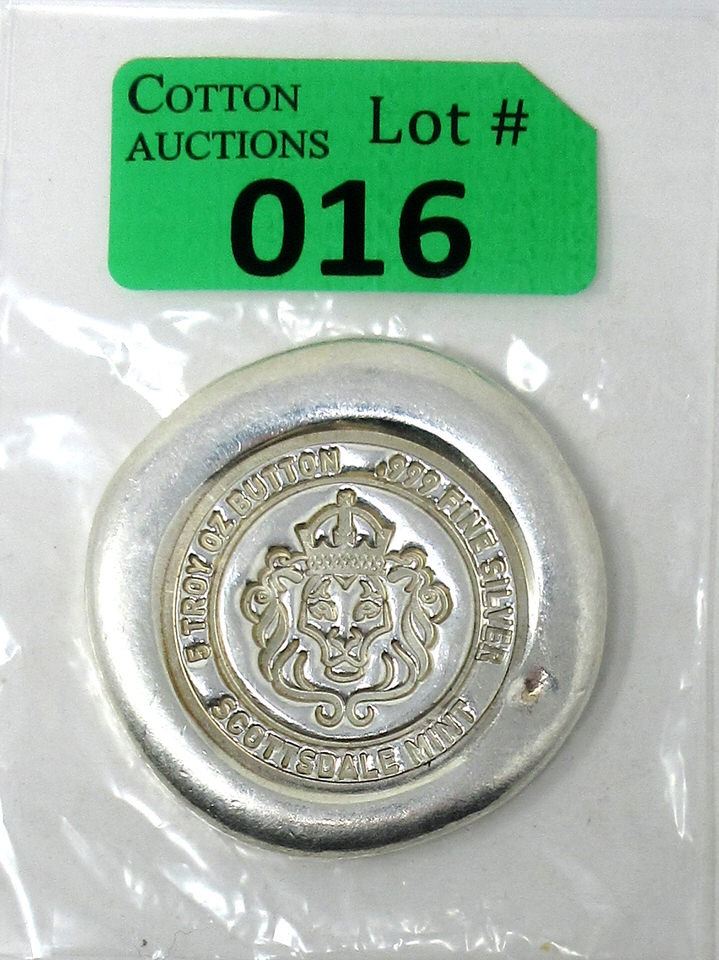 COTTON
AUCTIONS
Lot #
016
5 TROY OZ BUTTON .999 FINE SILVER
SCOTTSDALE MINT